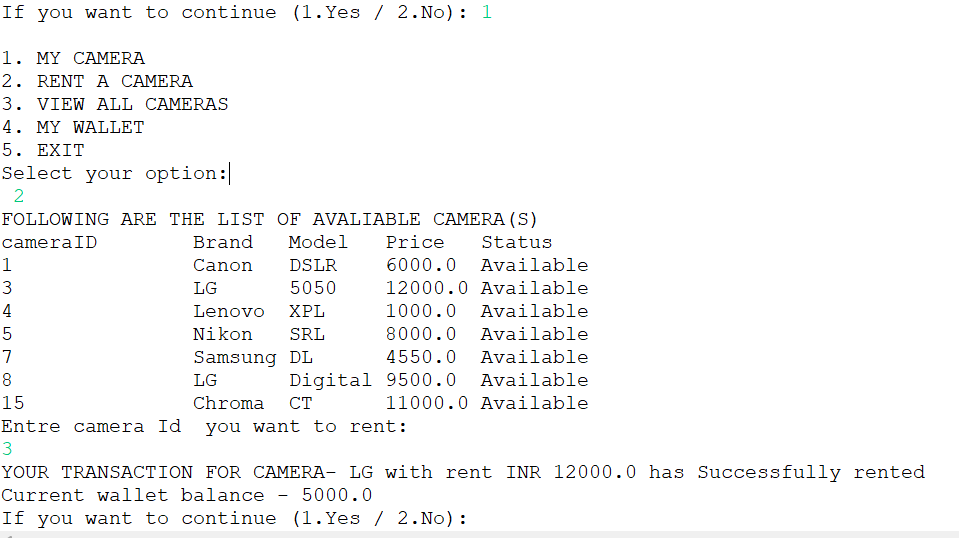 If you want to continue (1.Yes / 2.No): 1
1. MY CAMERA
2. RENT A CAMERA
3. VIEW ALL CAMERAS
4. MY WALLET
5. EXIT
Select your option:
2
FOLLOWING ARE THE LIST OF AVALIABLE CAMERA(S)
cameraID Brand Model Price Status
1 Canon DSLR 6000.0 Available
3 LG 5050 12000.0 Available
4 Lenovo XPL 1000.0 Available
5 Nikon SRL 8000.0 Available
7 Samsung DL 4550.0 Available
8 LG Digital 9500.0 Available
15 Chroma CT 11000.0 Available
Entre camera Id  you want to rent:
3
YOUR TRANSACTION FOR CAMERA- LG with rent INR 12000.0 has Successfully rented
Current wallet balance - 5000.0
If you want to continue (1.Yes / 2.No):